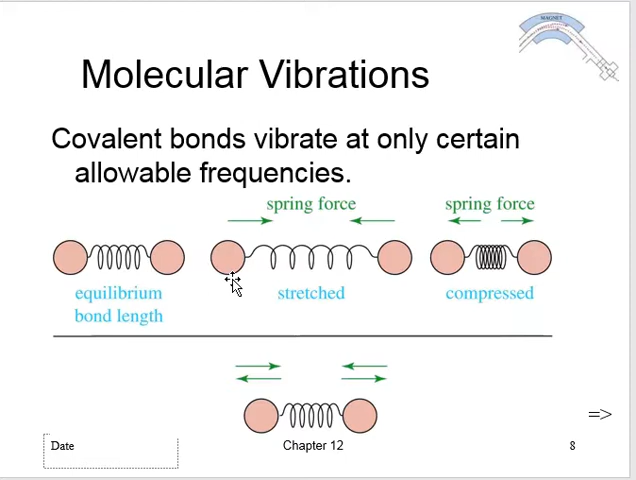 MAGNET
Molecular Vibrations
Covalent bonds vibrate at only certain
allowable frequencies.
spring force
spring force
equilibrium
bond length
stretched
compressed
=>
Date
Chapter 12
8